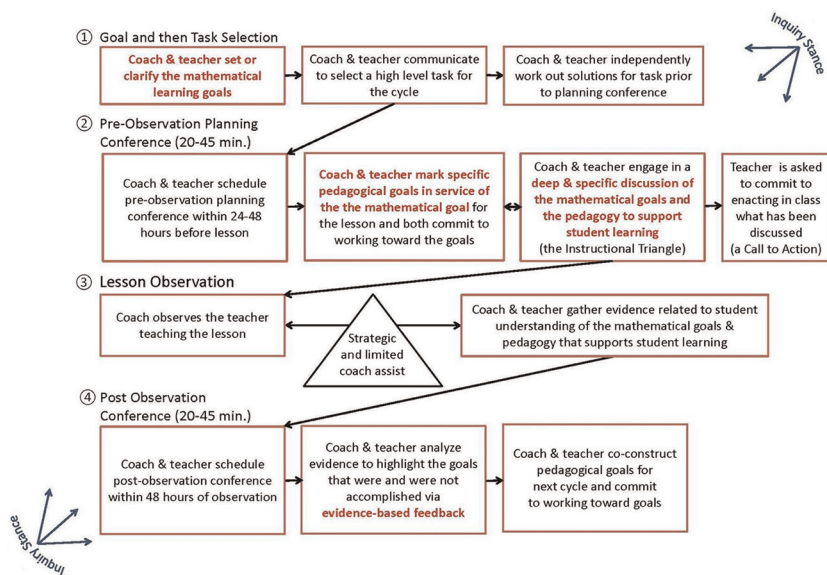 ① Goal and then Task Selection
Coach & teacher set or
clarify the mathematical
learning goals
Coach & teacher communicate
to select a high level task for
the cycle
Coach & teacher independently
work out solutions for task prior
to planning conference
Inquiry Stance
② Pre-Observation Planning
Conference (20-45 min.)
Coach & teacher schedule
pre-observation planning
conference within 24-48
hours before lesson
Coach & teacher mark specific
pedagogical goals in service of
the the mathematical goal for
the lesson and both commit to
working toward the goals
Coach & teacher engage in a
deep & specific discussion of
the mathematical goals and
the pedagogy to support
student learning
(the Instructional Triangle)
Teacher is asked
to commit to
enacting in class
what has been
discussed
(a Call to Action)
③ Lesson Observation
Coach observes the teacher
teaching the lesson
Strategic
and limited
coach assist
Coach & teacher gather evidence related to student
understanding of the mathematical goals &
pedagogy that supports student learning
④ Post Observation
Conference (20-45 min.)
Coach & teacher schedule
post-observation conference
within 48 hours of observation
Coach & teacher analyze
evidence to highlight the goals
that were and were not
accomplished via
evidence-based feedback
Coach & teacher co-construct
pedagogical goals for
next cycle and commit
to working toward goals
Inquiry Stance